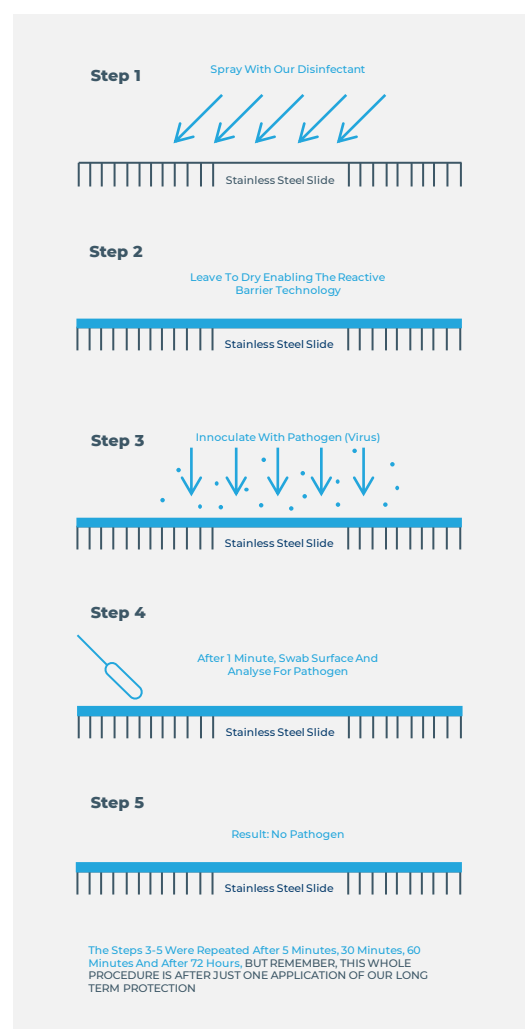 Step 1
Spray With Our Disinfectant
Stainless Steel Slide
Step 2
Leave To Dry Enabling The Reactive
Barrier Technology
Stainless Steel Slide
Step 3
Innoculate With Pathogen (Virus)
Stainless Steel Slide
Step 4
After 1 Minute, Swab Surface And
Analyse For Pathogen
Stainless Steel Slide
Step 5
Result: No Pathogen
Stainless Steel Slide
The Steps 3-5 Were Repeated After 5 Minutes, 30 Minutes, 60
Minutes And After 72 Hours, BUT REMEMBER, THIS WHOLE
PROCEDURE IS AFTER JUST ONE APPLICATION OF OUR LONG
TERM PROTECTION